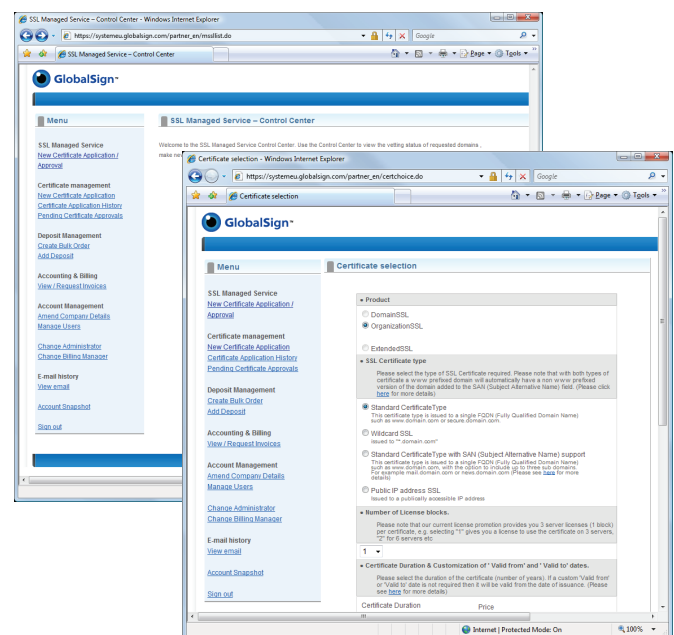 SSL Managed Service – Control Center - Windows Internet Explorer
https://systemeu.globalsign.com/partner_en/mssllist.do
Google
SSL Managed Service – Control Center
Page
Tools
GlobalSign
Menu
SSL Managed Service – Control Center
SSL Managed Service
New Certificate Application /
Approval
Welcome to the SSL Managed Service Control Center. Use the Control Center to view the vetting status of requested domains ,
make nev
Certificate management
New Certificate Application
Certificate Application History
Pending Certificate Approvals
Deposit Management
Create Bulk Order
Add Deposit
Accounting & Billing
View / Request Invoices
Account Management
Amend Company Details
Manage Users
Change Administrator
Change Billing Manager
E-mail history
View email
Account Snapshot
Sign out
Certificate selection - Windows Internet Explorer
https://systemeu.globalsign.com/partner_en/certchoice.do
Google
Certificate selection
Page
Tools
GlobalSign
Menu
Certificate selection
SSL Managed Service
New Certificate Application /
Approval
Certificate management
New Certificate Application
Certificate Application History
Pending Certificate Approvals
Deposit Management
Create Bulk Order
Add Deposit
Accounting & Billing
View / Request Invoices
Account Management
Amend Company Details
Manage Users
Change Administrator
Change Billing Manager
E-mail history
View email
Account Snapshot
Sign out
Product
DomainSSL
OrganizationSSL
ExtendedSSL
SSL Certificate type
Please select the type of SSL Certificate required. Please note that with both types of
certificate a www prefixed domain will automatically have a non www prefixed
version of the domain added to the SAN (Subject Alternative Name) field. (Please click
here for more details)
Standard CertificateType
This certificate type is issued to a single FQDN (Fully Qualified Domain Name)
such as www.domain.com or secure.domain.com.
Wildcard SSL
Issued to "*.domain.com"
Standard CertificateType with SAN (Subject Alternative Name) support
This certificate type is issued to a single FQDN (Fully Qualified Domain Name)
such as www.domain.com, with the option to include up to three sub domains.
For example mail.domain.com or news.domain.com (Please see here for more
details)
Public IP address SSL
Issued to a publically accessible IP address
Number of License blocks.
Please note that our current license promotion provides you 3 server licenses (1 block)
per certificate, e.g. selecting "1" gives you a license to use the certificate on 3 servers,
"2" for 6 servers etc
1
Certificate Duration & Customization of ' Valid from' and ' Valid to' dates.
Please select the duration of the certificate (number of years). If a custom 'Valid from'
or 'Valid to' date is not required then it will be valid from the date of issuance. (Please
see here for more details)
Certificate Duration Price
Internet | Protected Mode: On 100%